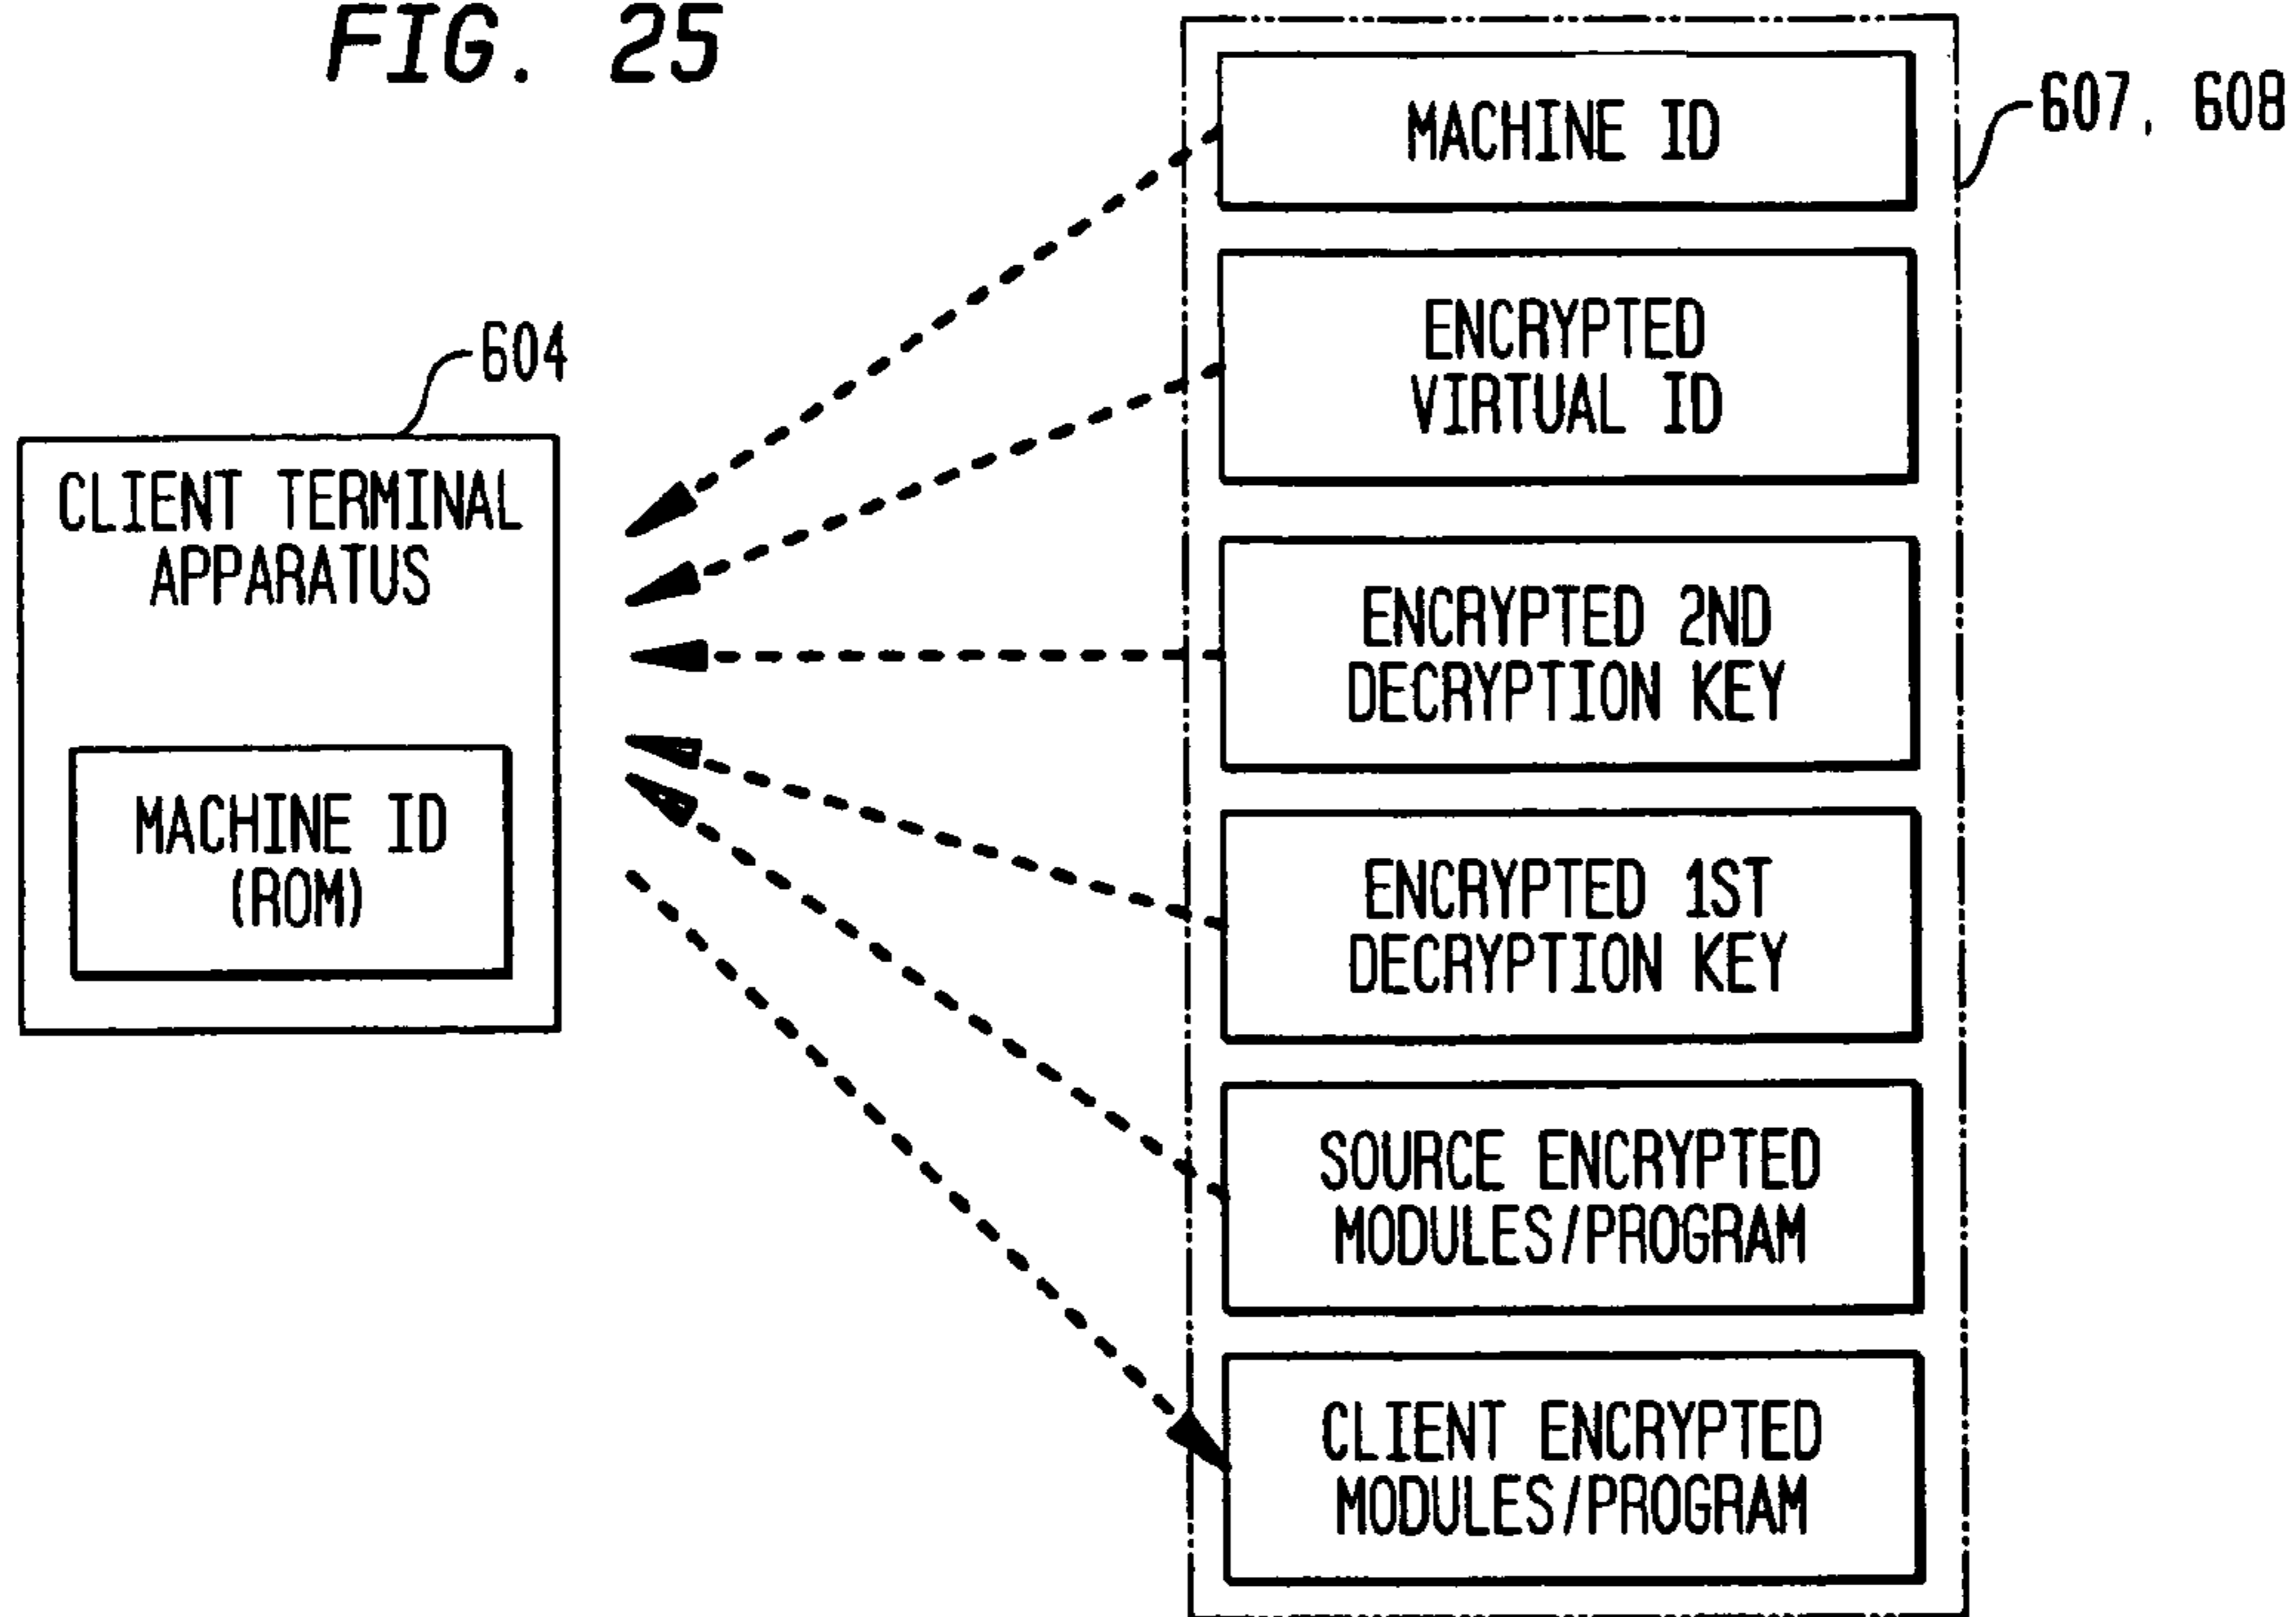 FIG. 25
607, 608
MACHINE ID
ENCRYPTED
VIRTUAL ID
604
CLIENT TERMINAL
APPARATUS
MACHINE ID
(ROM)
ENCRYPTED 2ND
DECRYPTION KEY
ENCRYPTED 1ST
DECRYPTION KEY
SOURCE ENCRYPTED
MODULES/PROGRAM
CLIENT ENCRYPTED
MODULES/PROGRAM